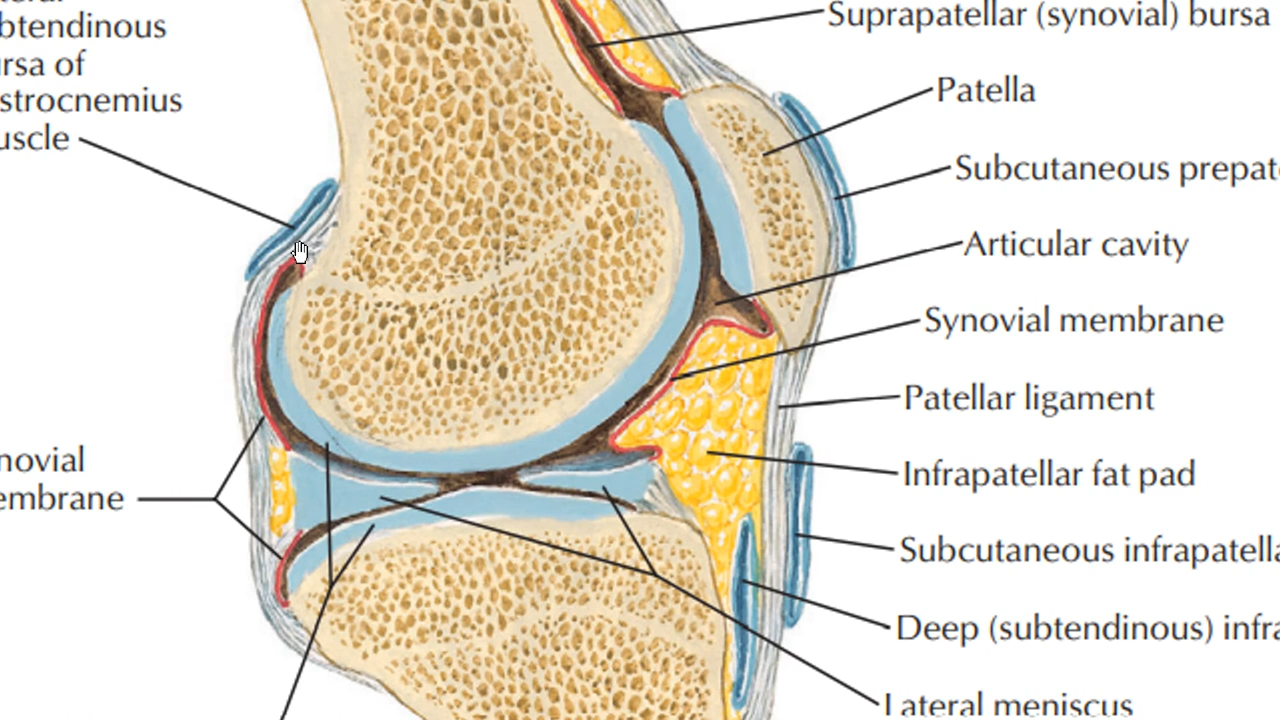 btendinous
rsa of
strocnemius
uscle
novial
embrane
Suprapatellar (synovial) bursa
Patella
Subcutaneous prepat
Articular cavity
Synovial membrane
Patellar ligament
Infrapatellar fat pad
Subcutaneous infrapatella
Deep (subtendinous) infra
Lateral meniscus